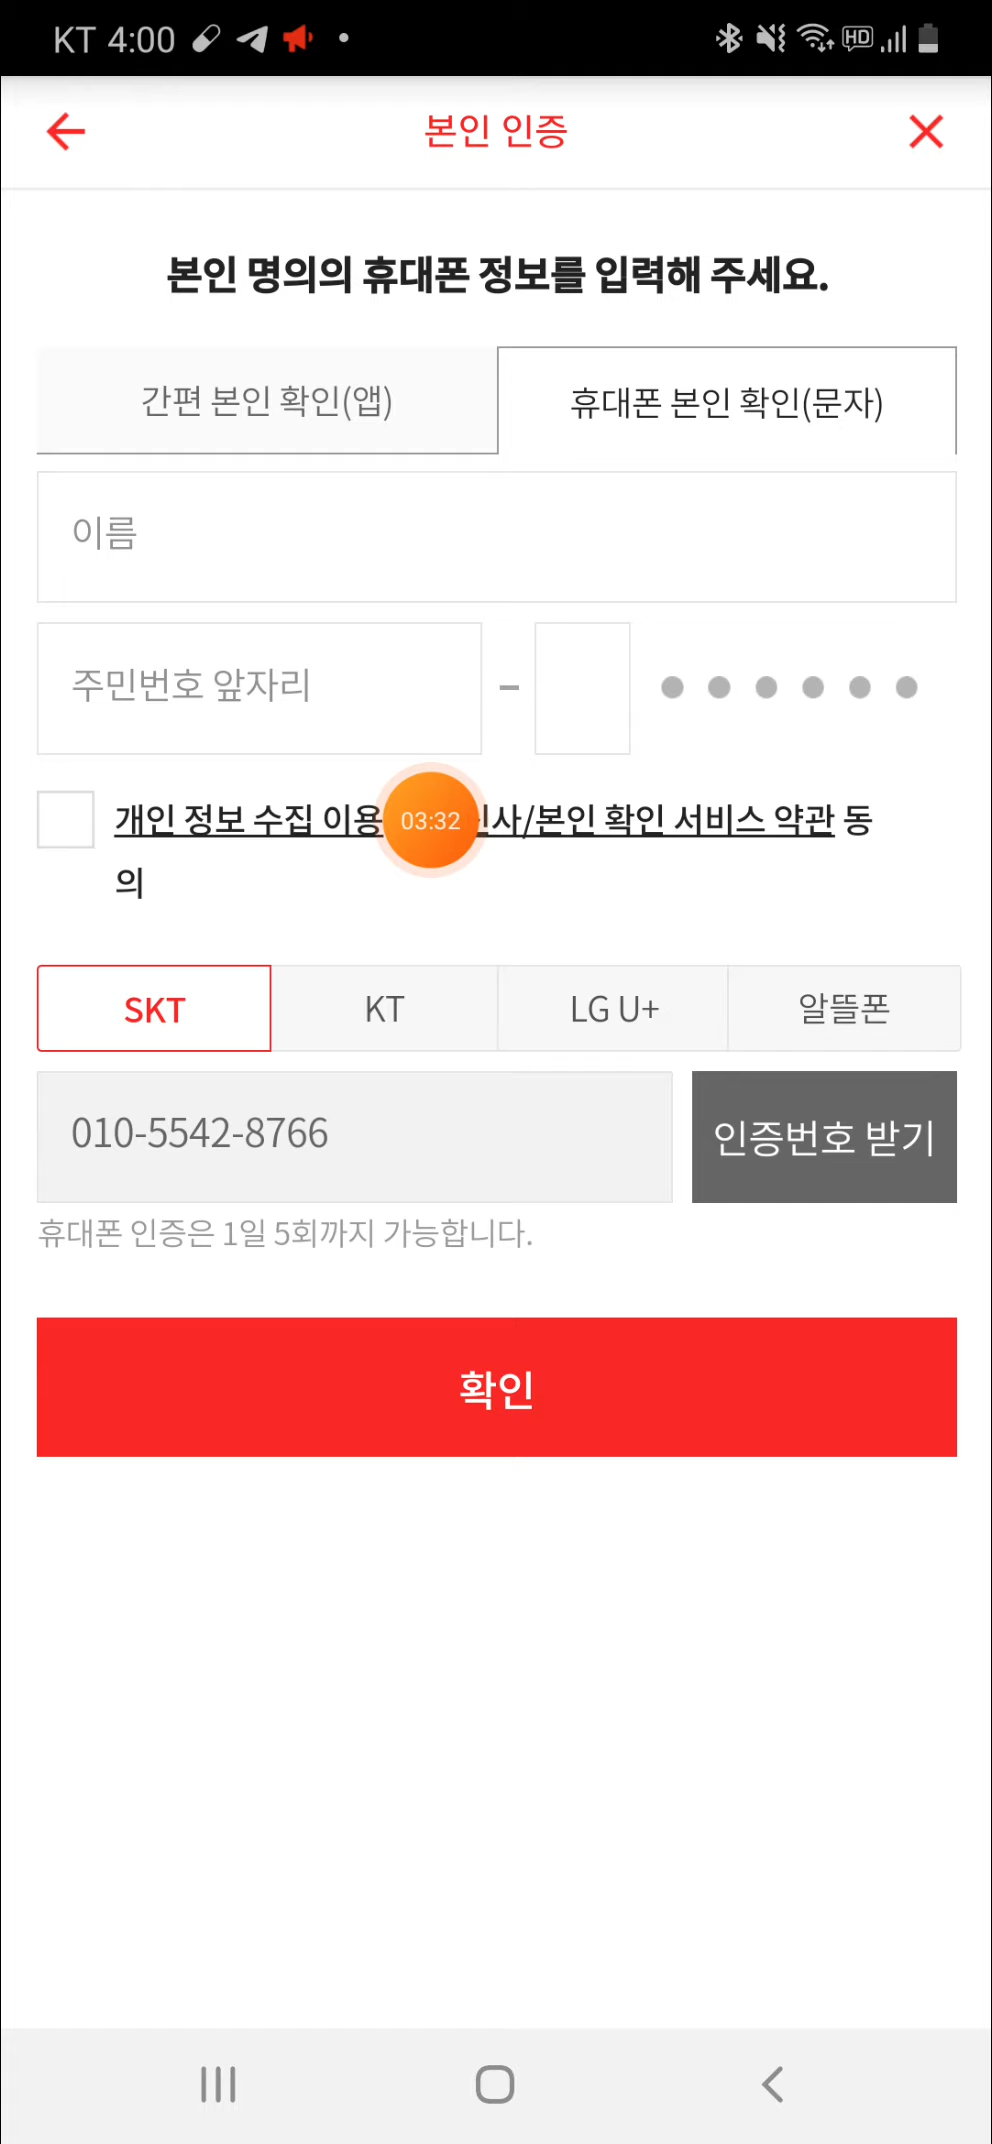 KT 4:00
HD
본인 인증
본인 명의의 휴대폰 정보를 입력해 주세요.
간편 본인 확인(앱)
휴대폰 본인 확인(문자)
이름
주민번호 앞자리 -
개인 정보 수집 이용 03:32 사/본인 확인 서비스 약관 동
의
SKT KT LG U+ 알뜰폰
010-5542-8766
인증번호 받기
휴대폰 인증은 1일 5회까지 가능합니다.
확인